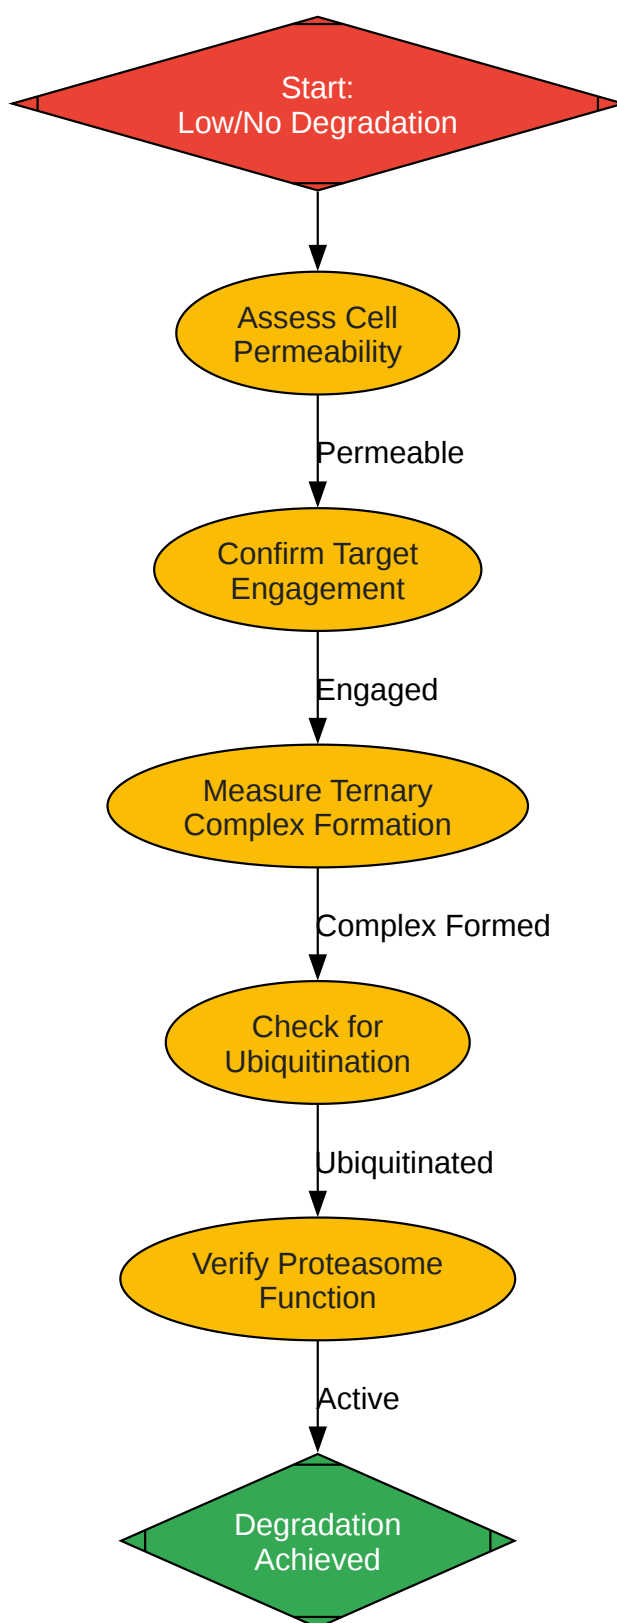 Start:
Low/No Degradation
Assess Cell
Permeability
Permeable
Confirm Target
Engagement
Engaged
Measure Ternary
Complex Formation
Complex Formed
Check for
Ubiquitination
Ubiquitinated
Verify Proteasome
Function
Active
Degradation
Achieved